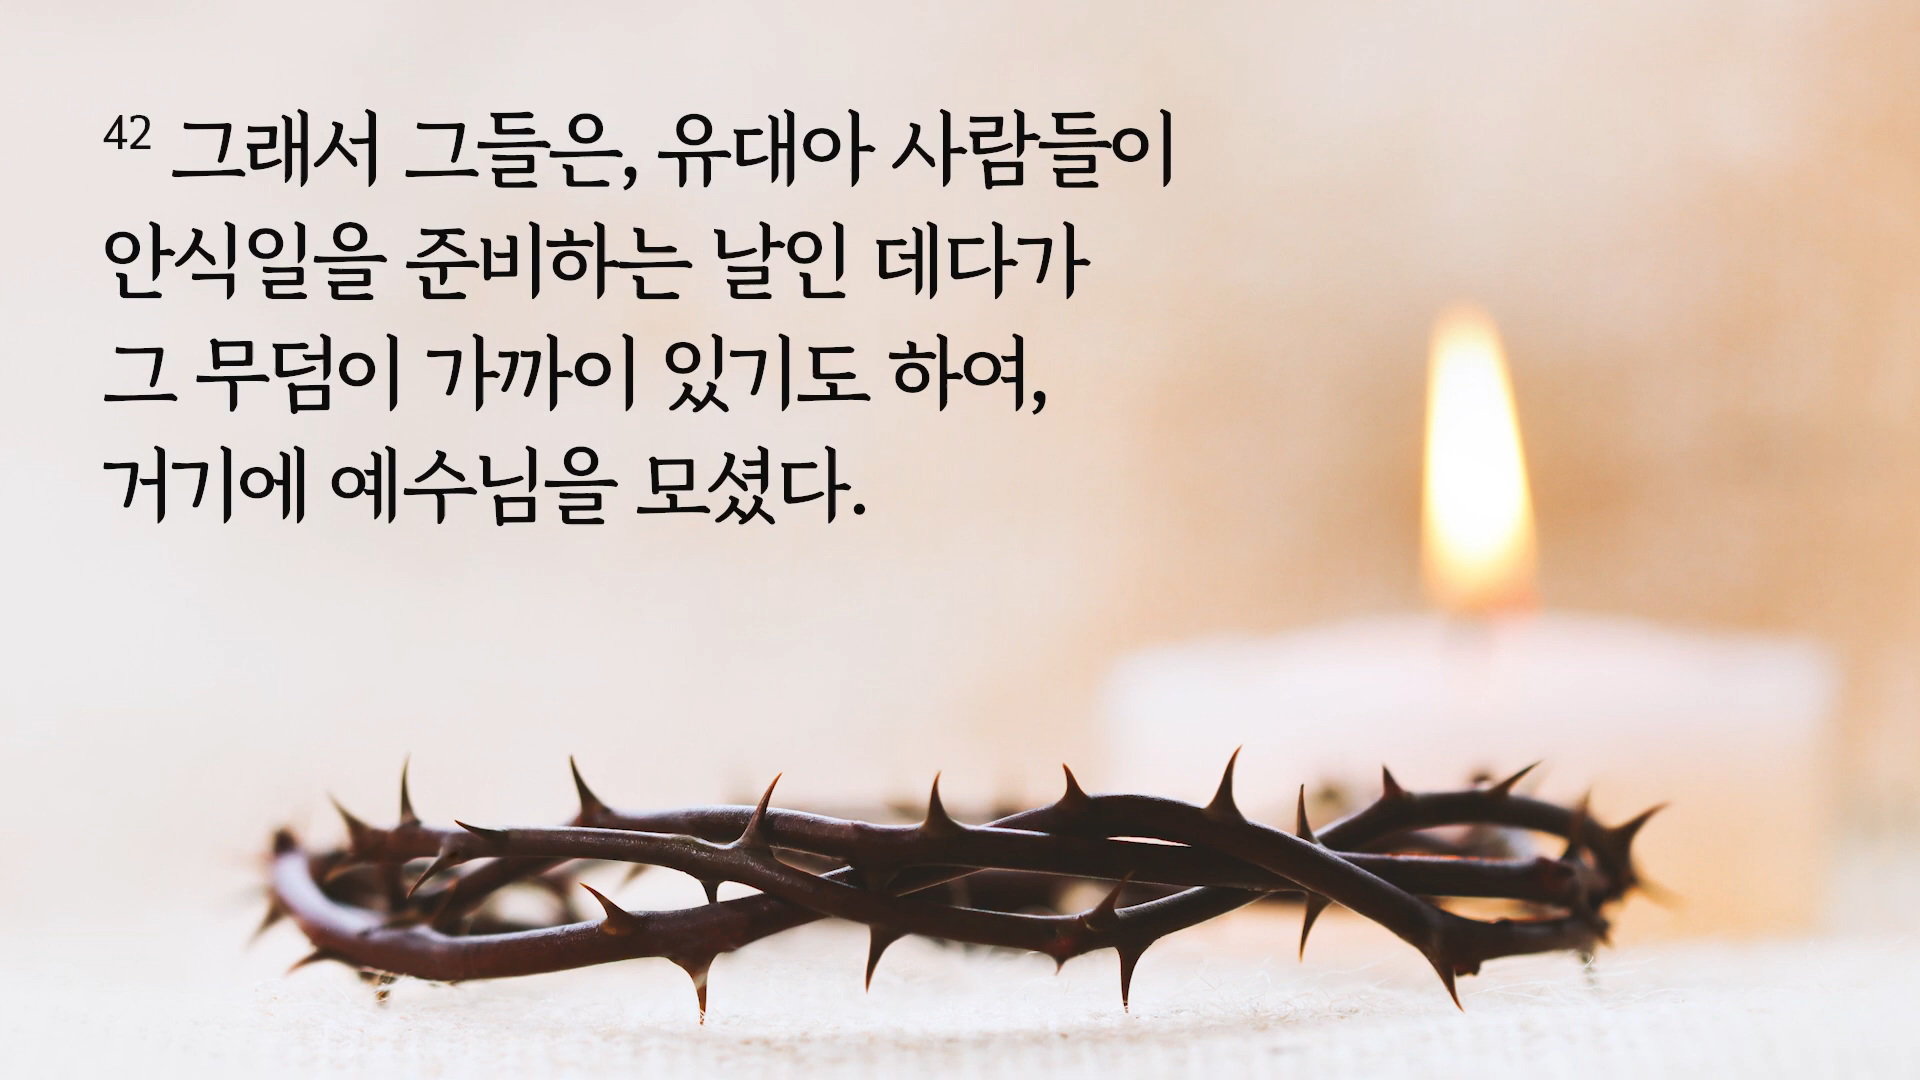 42 그래서 그들은, 유대아 사람들이
안식일을 준비하는 날인 데다가
그 무덤이 가까이 있기도 하여,
거기에 예수님을 모셨다.